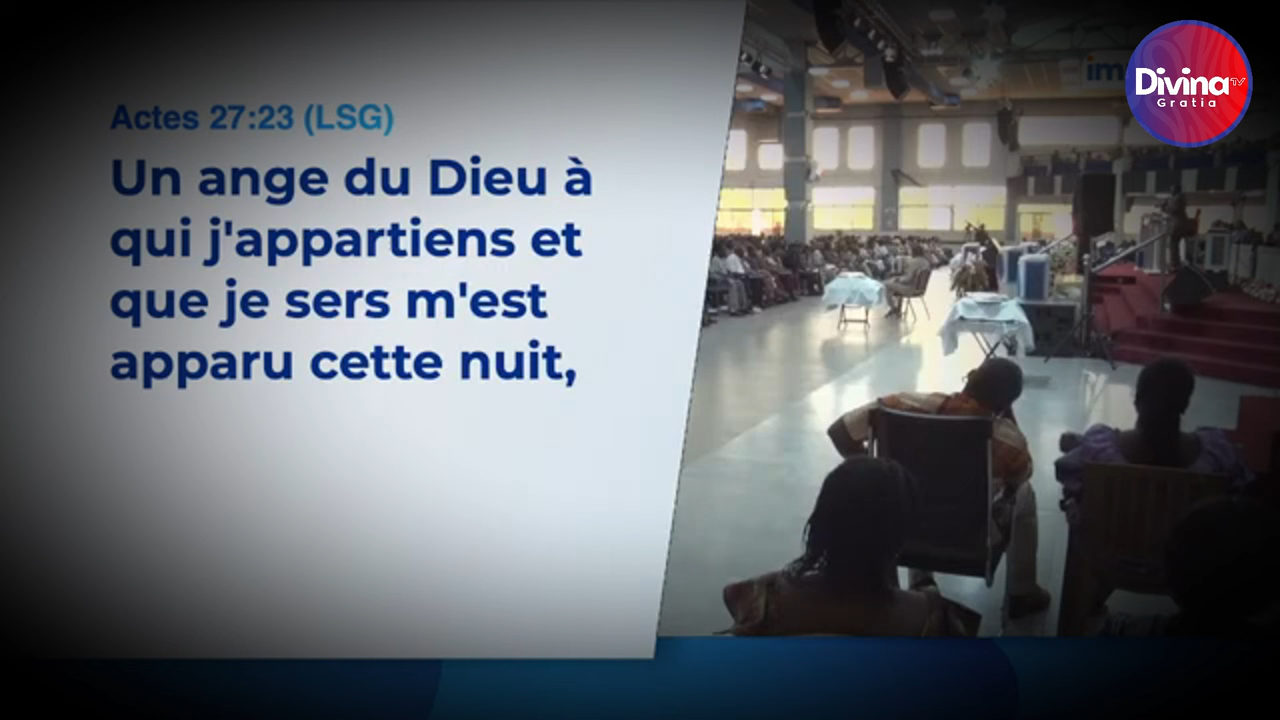 Actes 27:23 (LSG)
Un ange du Dieu à
qui j'appartiens et
que je sers m'est
apparu cette nuit,
Divina TV
Gratia